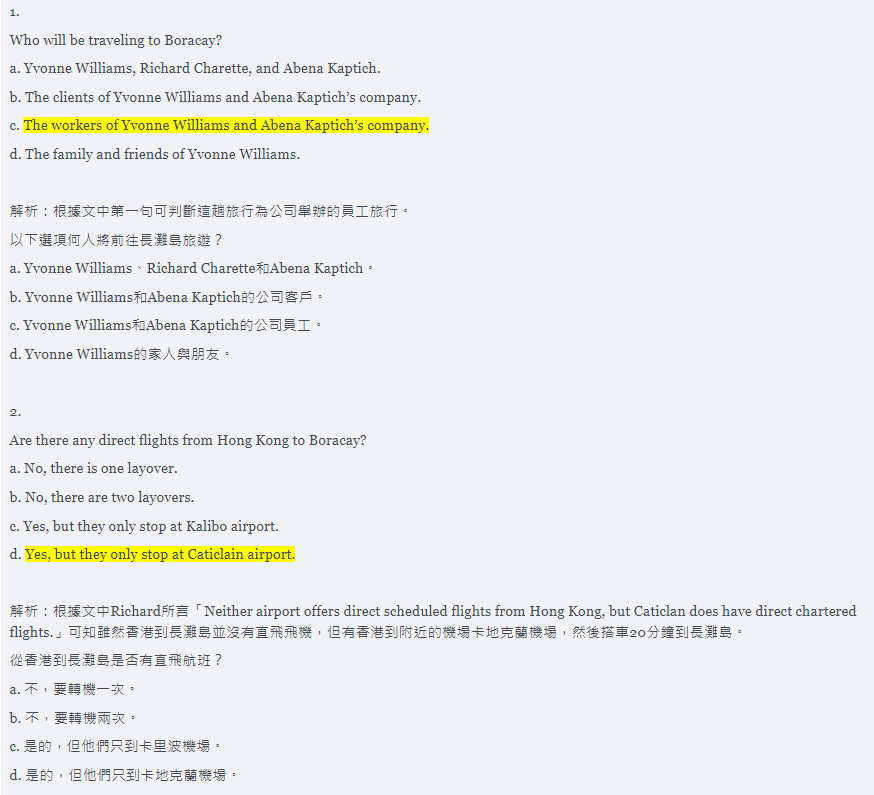 1.
Who will be traveling to Boracay?
a. Yvonne Williams, Richard Charette, and Abena Kaptich.
b. The clients of Yvonne Williams and Abena Kaptich’s company.
c. The workers of Yvonne Williams and Abena Kaptich’s company.
d. The family and friends of Yvonne Williams.
解析：根據文中第一句可判斷這趟旅行為公司舉辦的員工旅行。
以下選項何人將前往長灘島旅遊？
a. Yvonne Williams、Richard Charette和Abena Kaptich。
b. Yvonne Williams和Abena Kaptich的公司客戶。
c. Yvonne Williams和Abena Kaptich的公司員工。
d. Yvonne Williams的家人與朋友。
2.
Are there any direct flights from Hong Kong to Boracay?
a. No, there is one layover.
b. No, there are two layovers.
c. Yes, but they only stop at Kalibo airport.
d. Yes, but they only stop at Caticlain airport.
解析：根據文中Richard所言「Neither airport offers direct scheduled flights from Hong Kong, but Caticlan does have direct chartered
flights.」可知雖然香港到長灘島並沒有直飛飛機，但有香港到附近的機場卡地克蘭機場，然後搭車20分鐘到長灘島。
從香港到長灘島是否有直飛航班？
a. 不，要轉機一次。
b. 不，要轉機兩次。
c. 是的，但他們只到卡里波機場。
d. 是的，但他們只到卡地克蘭機場。